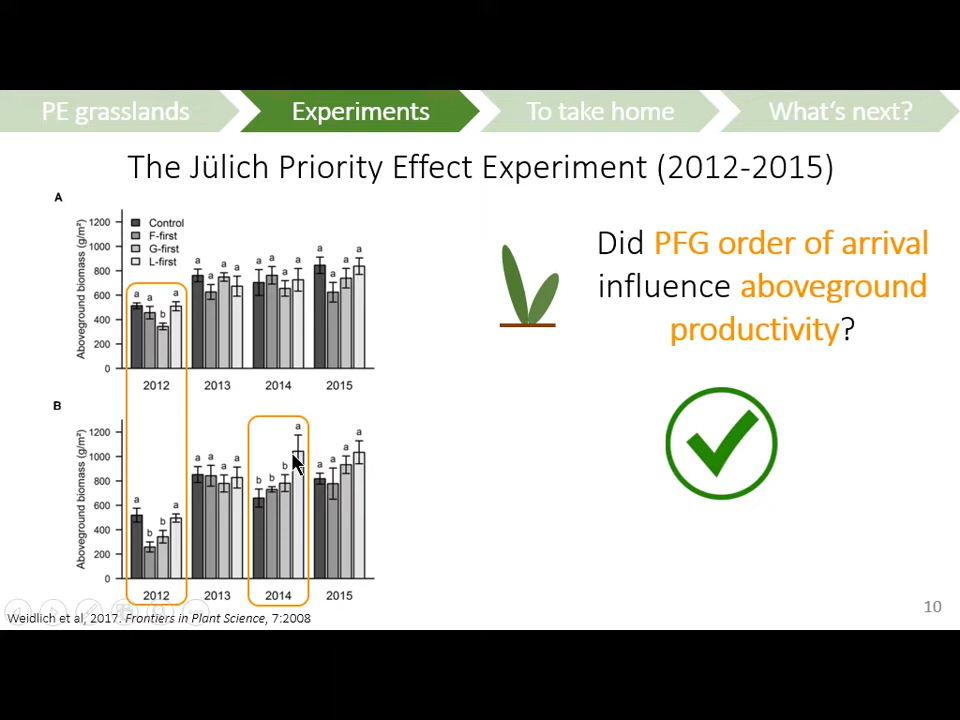 PE grasslands
Experiments
To take home
What's next?
The Jülich Priority Effect Experiment (2012-2015)
A
Aboveground biomass (g/m²)
1200
1000
800
600
400
200
0
Control
F-first
G-first
L-first
a a b a
a a a a
a a a a
a a a a
2012 2013 2014 2015
B
Aboveground biomass (g/m²)
1200
1000
800
600
400
200
0
a b b a
a a a a
b b b a
a a a a
2012 2013 2014 2015
Did PFG order of arrival
influence aboveground
productivity?
Weidlich et al, 2017. Frontiers in Plant Science, 7:2008
10